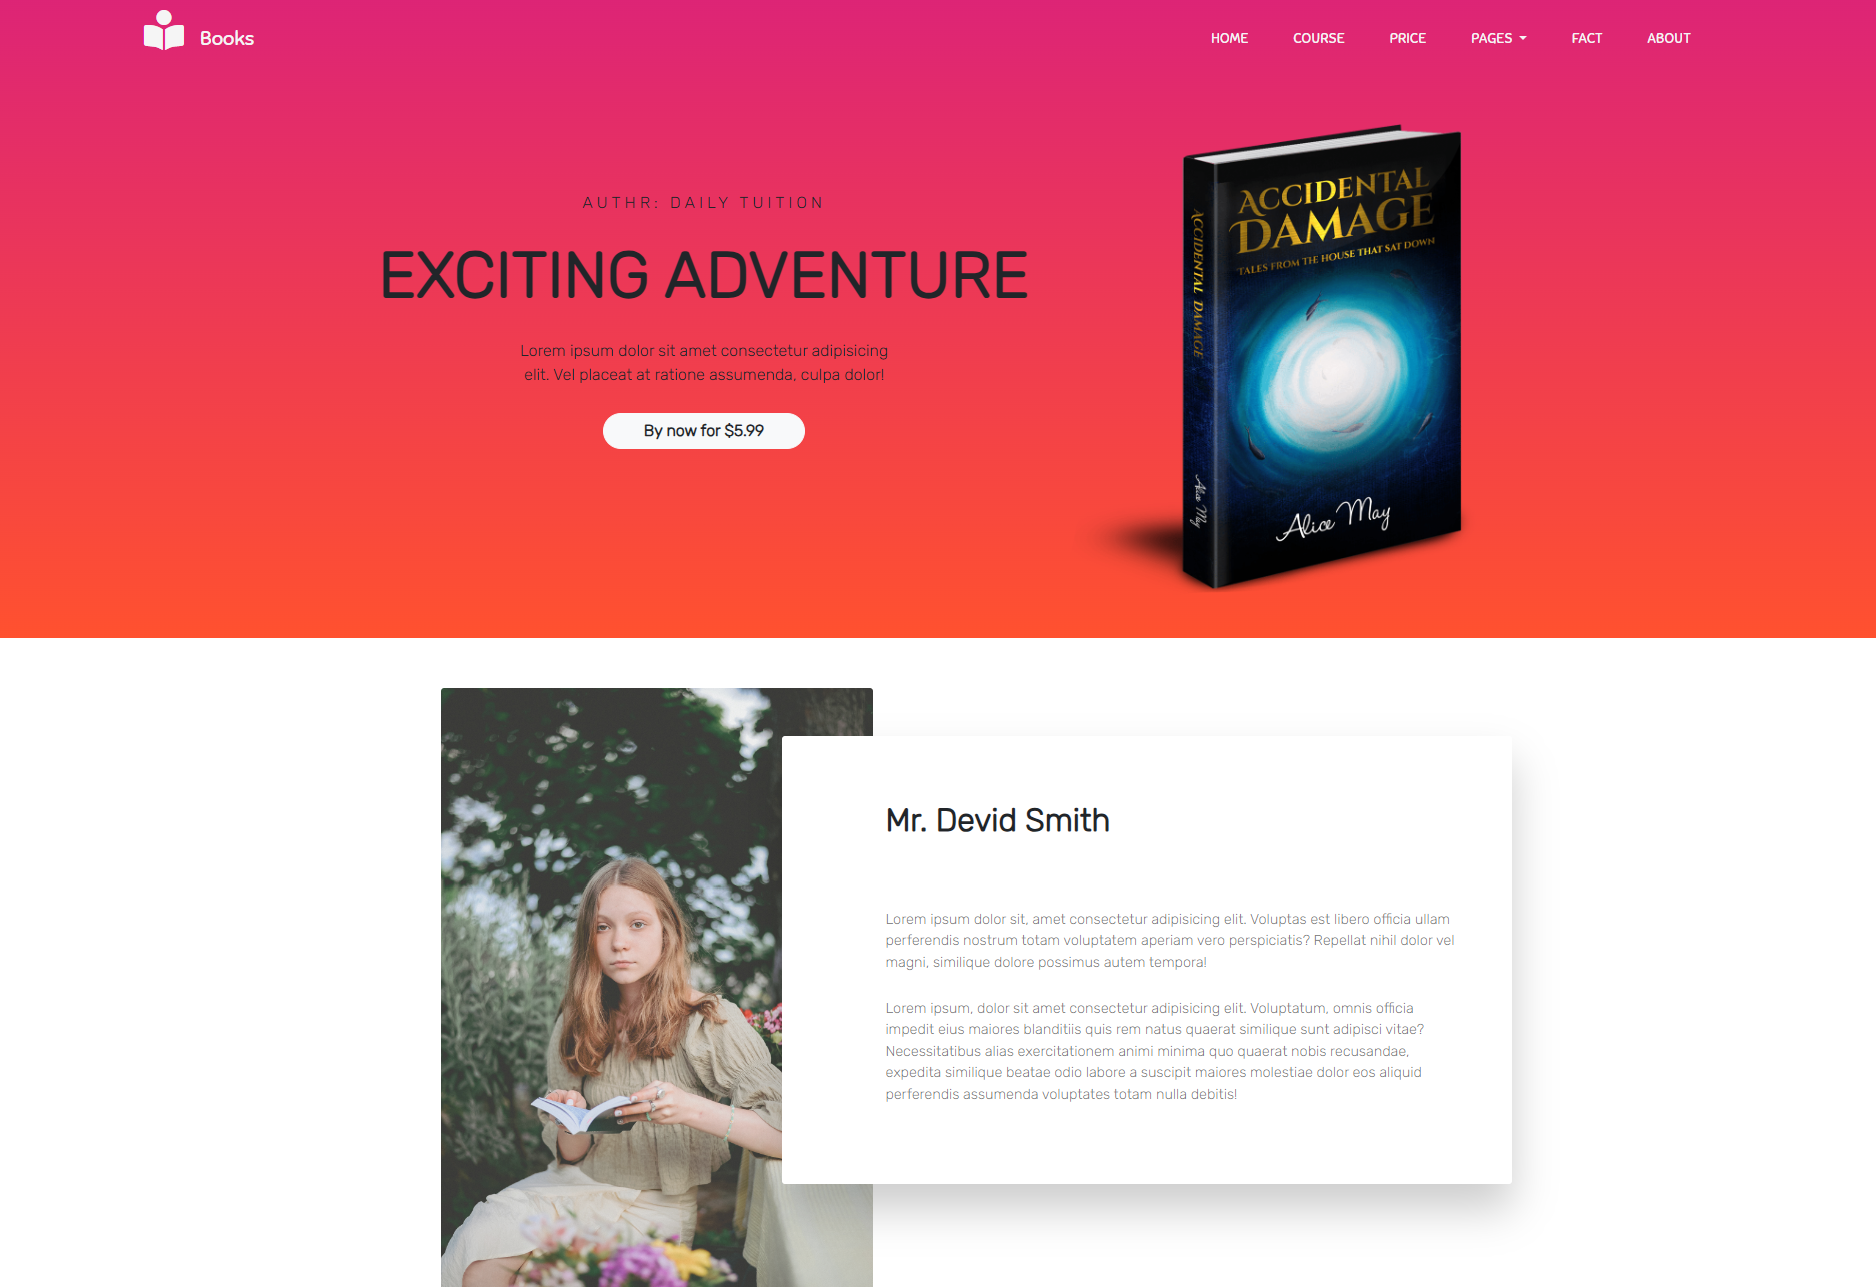 Books
HOME COURSE PRICE PAGES FACT ABOUT
AUTHR: DAILY TUITION
EXCITING ADVENTURE
Lorem ipsum dolor sit amet consectetur adipisicing
elit. Vel placeat at ratione assumenda, culpa dolor!
By now for $5.99
ACCIDENTAL
DAMAGE
TALES FROM THE HOUSE THAT SAT DOWN
Alice May
ACCIDENTAL DAMAGE
Alice May
Mr. Devid Smith
Lorem ipsum dolor sit, amet consectetur adipisicing elit. Voluptas est libero officia ullam
perferendis nostrum totam voluptatem aperiam vero perspiciatis? Repellat nihil dolor vel
magni, similique dolore possimus autem tempora!
Lorem ipsum, dolor sit amet consectetur adipisicing elit. Voluptatum, omnis officia
impedit eius maiores blanditiis quis rem natus quaerat similique sunt adipisci vitae?
Necessitatibus alias exercitationem animi minima quo quaerat nobis recusandae,
expedita similique beatae odio labore a suscipit maiores molestiae dolor eos aliquid
perferendis assumenda voluptates totam nulla debitis!